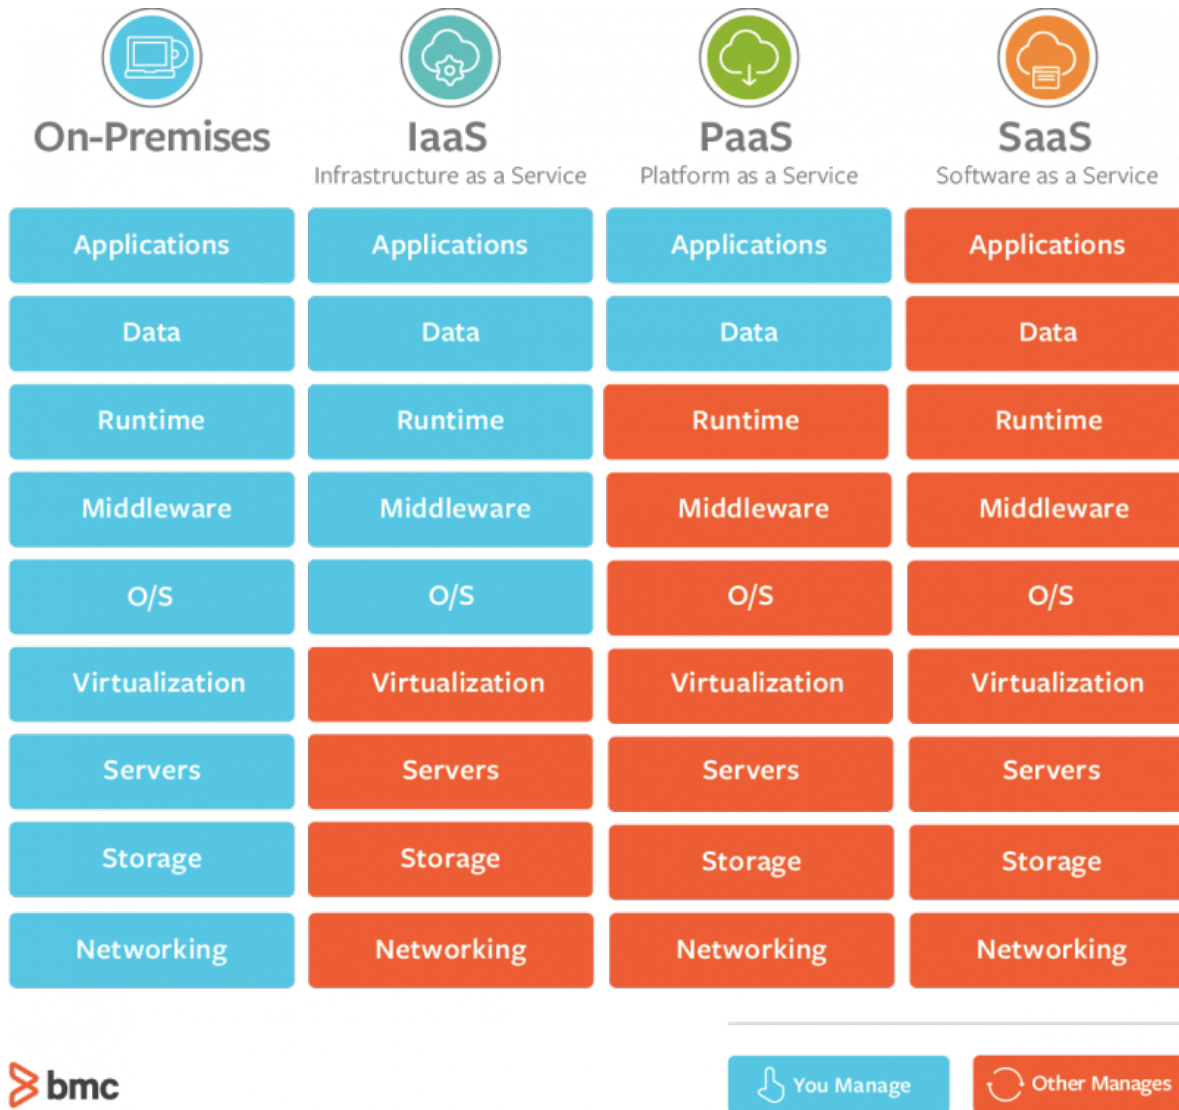 On-Premises
IaaS
PaaS
SaaS
Infrastructure as a Service
Platform as a Service
Software as a Service
Applications
Applications
Applications
Applications
Data
Data
Data
Data
Runtime
Runtime
Runtime
Runtime
Middleware
Middleware
Middleware
Middleware
O/S
O/S
O/S
O/S
Virtualization
Virtualization
Virtualization
Virtualization
Servers
Servers
Servers
Servers
Storage
Storage
Storage
Storage
Networking
Networking
Networking
Networking
bmc
You Manage
Other Manages